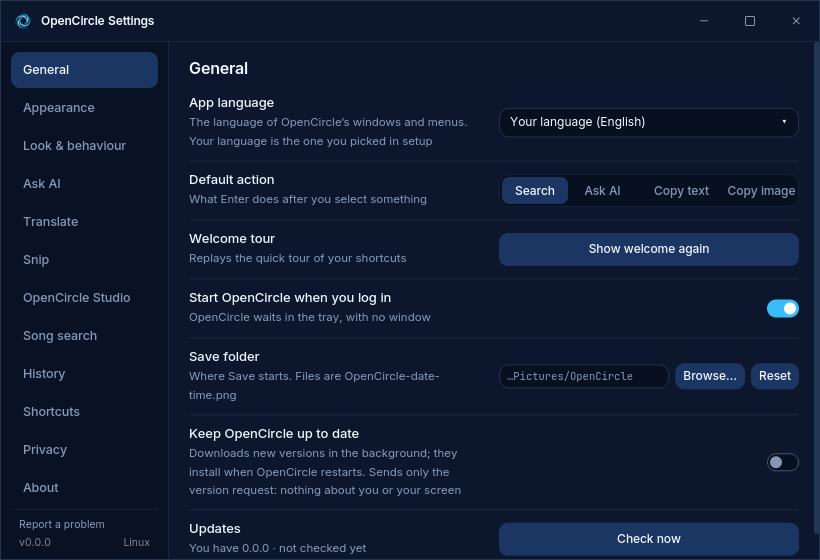 OpenCircle Settings
General
Appearance
Look & behaviour
Ask AI
Translate
Snip
OpenCircle Studio
Song search
History
Shortcuts
Privacy
About
Report a problem
v0.0.0 Linux
General
App language
The language of OpenCircle's windows and menus.
Your language is the one you picked in setup
Your language (English)
Default action
What Enter does after you select something
Search Ask AI Copy text Copy image
Welcome tour
Replays the quick tour of your shortcuts
Show welcome again
Start OpenCircle when you log in
OpenCircle waits in the tray, with no window
Save folder
Where Save starts. Files are OpenCircle-date-
time.png
…Pictures/OpenCircle Browse... Reset
Keep OpenCircle up to date
Downloads new versions in the background; they
install when OpenCircle restarts. Sends only the
version request: nothing about you or your screen
Updates
You have 0.0.0 · not checked yet
Check now